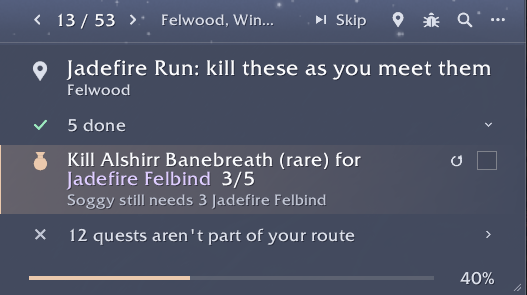 13 / 53
Felwood, Win...
Skip
Jadefire Run: kill these as you meet them
Felwood
5 done
Kill Alshirr Banebreath (rare) for
Jadefire Felbind 3/5
Soggy still needs 3 Jadefire Felbind
12 quests aren't part of your route
40%